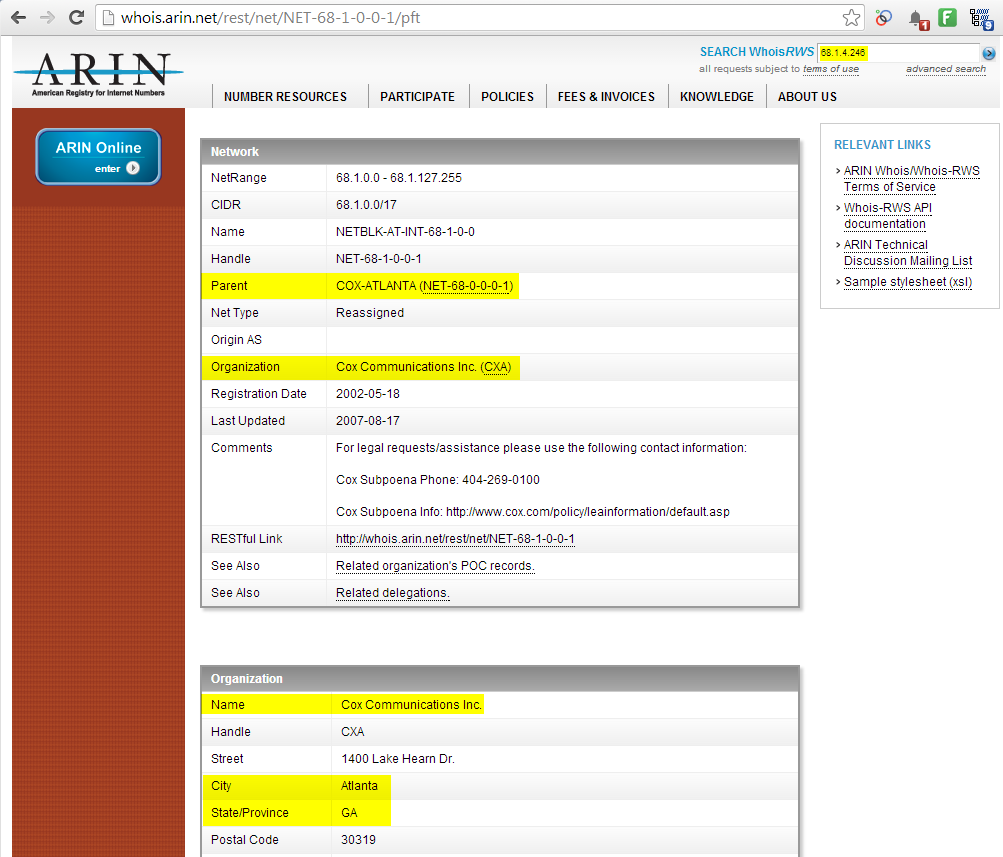 whois.arin.net/rest/net/NET-68-1-0-0-1/pft
1
9
ARIN
American Registry for Internet Numbers
SEARCH WhoisRWS 68.1.4.246
all requests subject to terms of use advanced search
NUMBER RESOURCES PARTICIPATE POLICIES FEES & INVOICES KNOWLEDGE ABOUT US
ARIN Online
enter
Network
NetRange 68.1.0.0 - 68.1.127.255
CIDR 68.1.0.0/17
Name NETBLK-AT-INT-68-1-0-0
Handle NET-68-1-0-0-1
Parent COX-ATLANTA (NET-68-0-0-0-1)
Net Type Reassigned
Origin AS
Organization Cox Communications Inc. (CXA)
Registration Date 2002-05-18
Last Updated 2007-08-17
Comments For legal requests/assistance please use the following contact information:
Cox Subpoena Phone: 404-269-0100
Cox Subpoena Info: http://www.cox.com/policy/leainformation/default.asp
RESTful Link http://whois.arin.net/rest/net/NET-68-1-0-0-1
See Also Related organization's POC records.
See Also Related delegations.
Organization
Name Cox Communications Inc.
Handle CXA
Street 1400 Lake Hearn Dr.
City Atlanta
State/Province GA
Postal Code 30319
RELEVANT LINKS
ARIN Whois/Whois-RWS
Terms of Service
Whois-RWS API
documentation
ARIN Technical
Discussion Mailing List
Sample stylesheet (xsl)